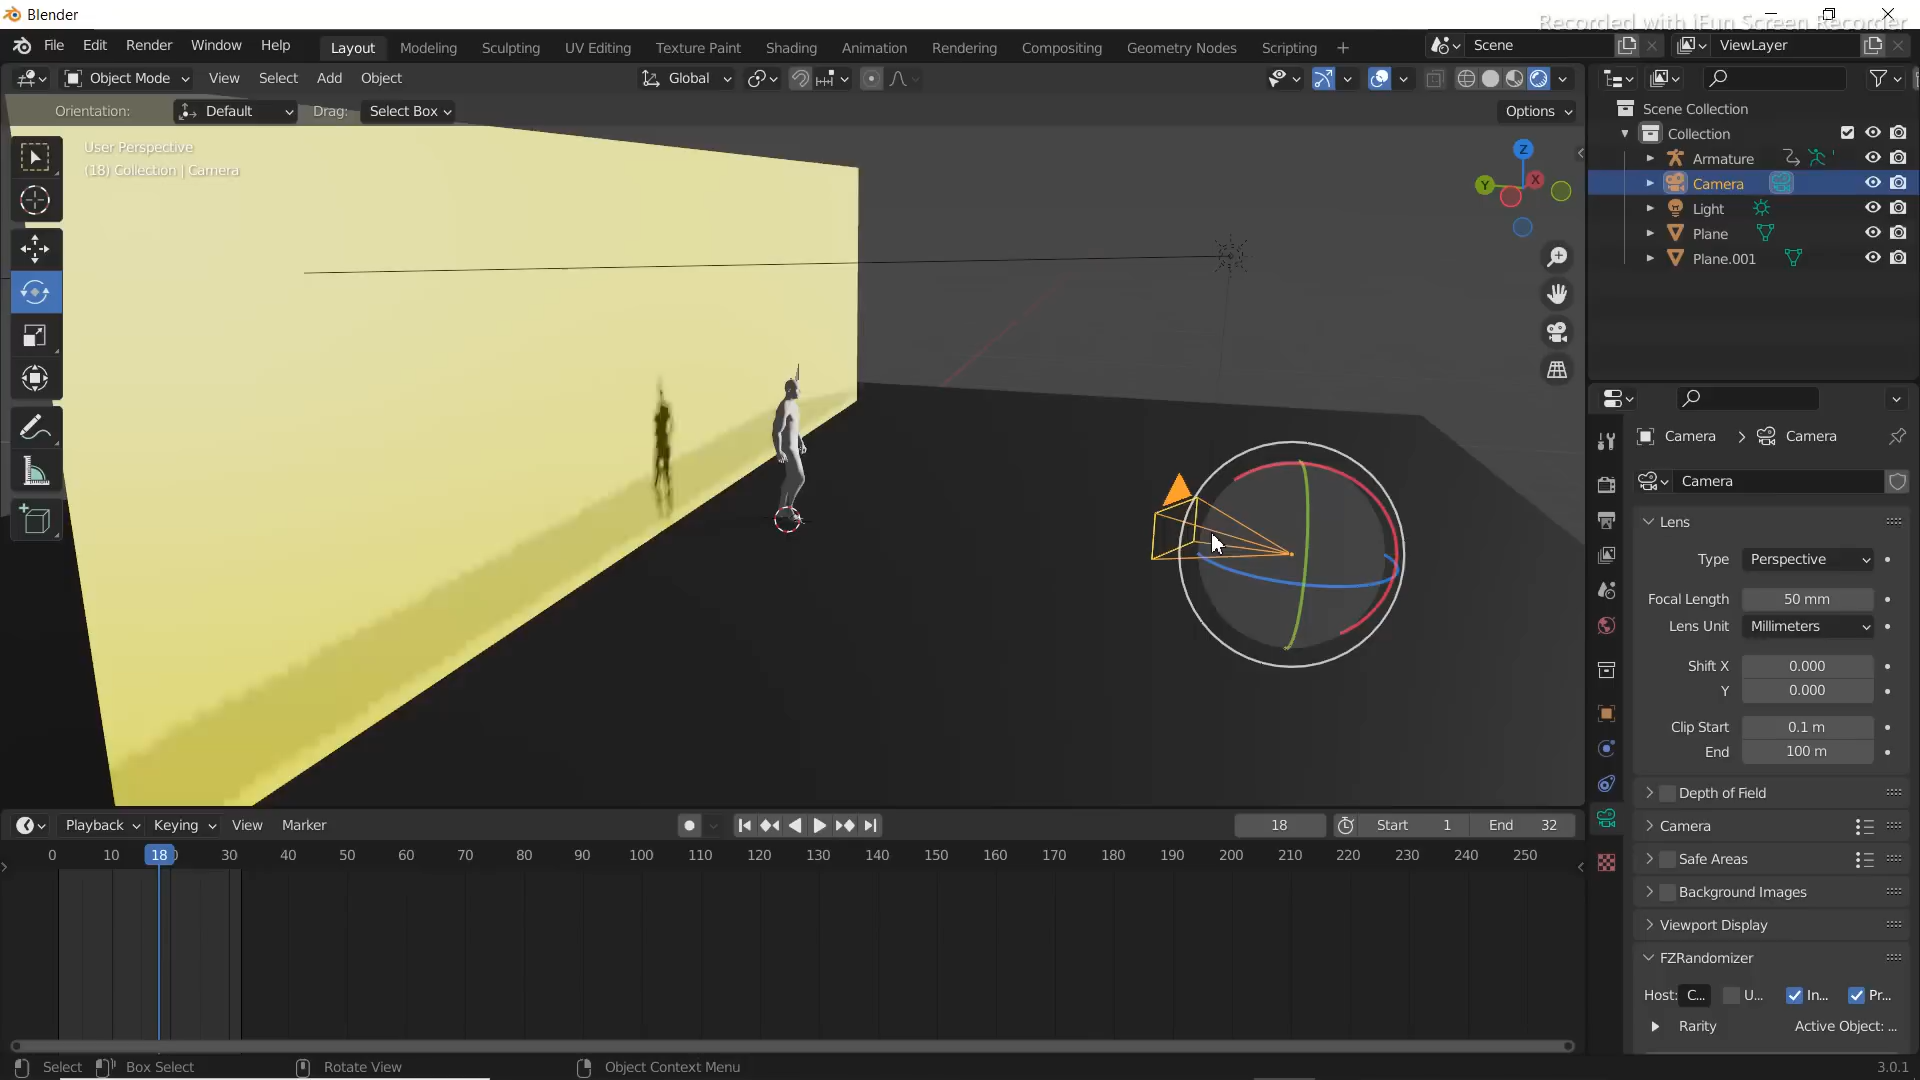 Blender
Recorded with iFun Screen Recorder
File Edit Render Window Help
Layout Modeling Sculpting UV Editing Texture Paint Shading Animation Rendering Compositing Geometry Nodes Scripting
Scene
ViewLayer
Object Mode View Select Add Object
Global
Orientation: Default Drag: Select Box
Options
User Perspective
(18) Collection | Camera
Z
Y
X
Scene Collection
Collection
Armature
Camera
Light
Plane
Plane.001
Camera > Camera
Camera
Lens
Type Perspective
Focal Length 50 mm
Lens Unit Millimeters
Shift X 0.000
Y 0.000
Clip Start 0.1 m
End 100 m
Depth of Field
Camera
Safe Areas
Background Images
Viewport Display
FZRandomizer
Host: C... U... In... Pr...
Rarity Active Object: ...
Playback Keying View Marker
18 Start 1 End 32
0 10 18 30 40 50 60 70 80 90 100 110 120 130 140 150 160 170 180 190 200 210 220 230 240 250
Select Box Select Rotate View Object Context Menu
3.0.1